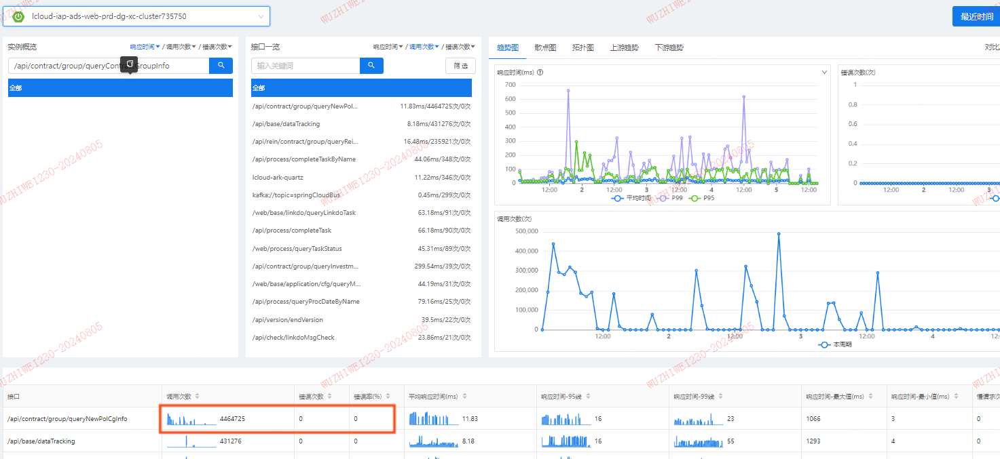 lcloud-iap-ads-web-prd-dg-xc-cluster735750
最近时间
实例概览 响应时间 / 调用次数 / 错误次数
/api/contract/group/queryContractGroupInfo
全部
接口一览 响应时间 / 调用次数 / 错误次数
输入关键词 筛 选
全部
/api/contract/group/queryNewPol... 11.83ms/4464725次/0次
/api/base/dataTracking 8.18ms/431276次/0次
/api/rein/contract/group/queryRei... 16.48ms/235921次/0次
/api/process/completeTaskByName 44.06ms/348次/0次
lcloud-ark-quartz 11.22ms/346次/0次
kafka://topic=springCloudBus 0.45ms/299次/0次
/web/base/linkdo/queryLinkdoTask 63.18ms/91次/0次
/api/process/completeTask 66.18ms/90次/0次
/web/process/queryTaskStatus 45.31ms/89次/0次
/api/contract/group/queryInvestm... 299.54ms/39次/0次
/web/base/application/cfg/queryM... 44.19ms/31次/0次
/api/process/queryProcDateByName 79.16ms/25次/0次
/api/version/endVersion 39.5ms/22次/0次
/api/check/linkdoMsgCheck 23.86ms/21次/0次
趋势图 散点图 拓扑图 上游趋势 下游趋势 对比
响应时间(ms)
700
600
500
400
300
200
100
0
12:00 2 12:00 3 12:00 4 12:00 5 12:00
平均时间 P99 P95
错误次数(次)
1
0.8
0.6
0.4
0.2
0
12:00 2 12:00 3
调用次数(次)
500,000
400,000
300,000
200,000
100,000
0
12:00 2 12:00 3 12:00 4 12:
本周期
接口 调用次数 错误次数 错误率(%) 平均响应时间(ms) 响应时间-95线 响应时间-99线 响应时间-最大值(ms) 响应时间-最小值(ms) 慢请求次
/api/contract/group/queryNewPolCgInfo 4464725 0 0 11.83 16 23 1066 3 0
/api/base/dataTracking 431276 0 0 8.18 16 55 1293 4 0
WUZHIWEI230-20240805
WUZHIWEI230-20240805
WUZHIWEI230-20240805
WUZHIWEI230-20240805
WUZHIWEI230-20240805
WUZHIWEI230-20240805